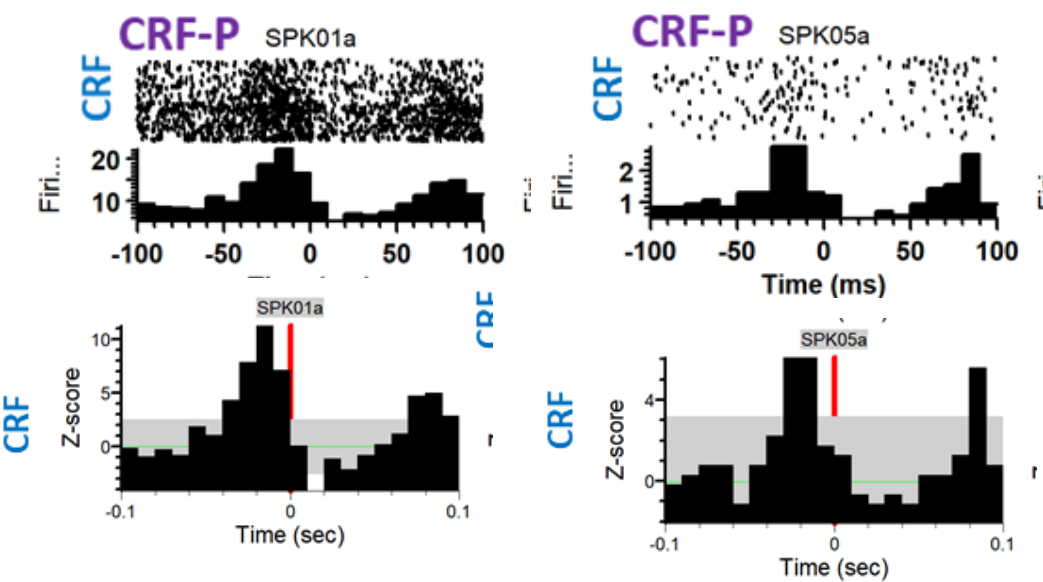 CRF-P SPK01a
CRF
Firi...
20
10
-100 -50 0 50 100
CRF-P SPK05a
CRF
Firi...
2
1
-100 -50 0 50 100
Time (ms)
SPK01a
CRF
Z-score
10
5
0
-0.1 0 0.1
Time (sec)
CRF
SPK05a
CRF
Z-score
4
0
-0.1 0 0.1
Time (sec)